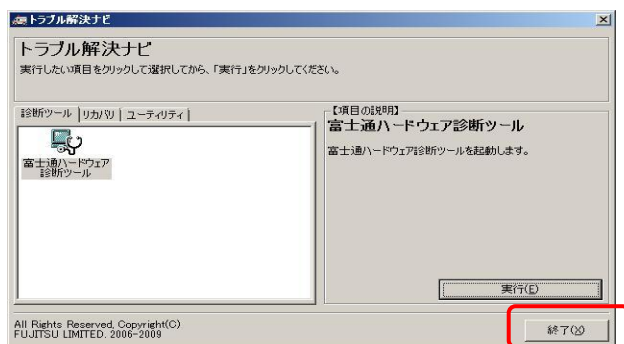 トラブル解決ナビ
トラブル解決ナビ
実行したい項目をクリックして選択してから、「実行」をクリックしてください。
診断ツール
リカバリ
ユーティリティ
富士通ハードウェア
診断ツール
【項目の説明】
富士通ハードウェア診断ツール
富士通ハードウェア診断ツールを起動します。
実行(E)
All Rights Reserved, Copyright(C)
FUJITSU LIMITED. 2006-2009
終了(X)